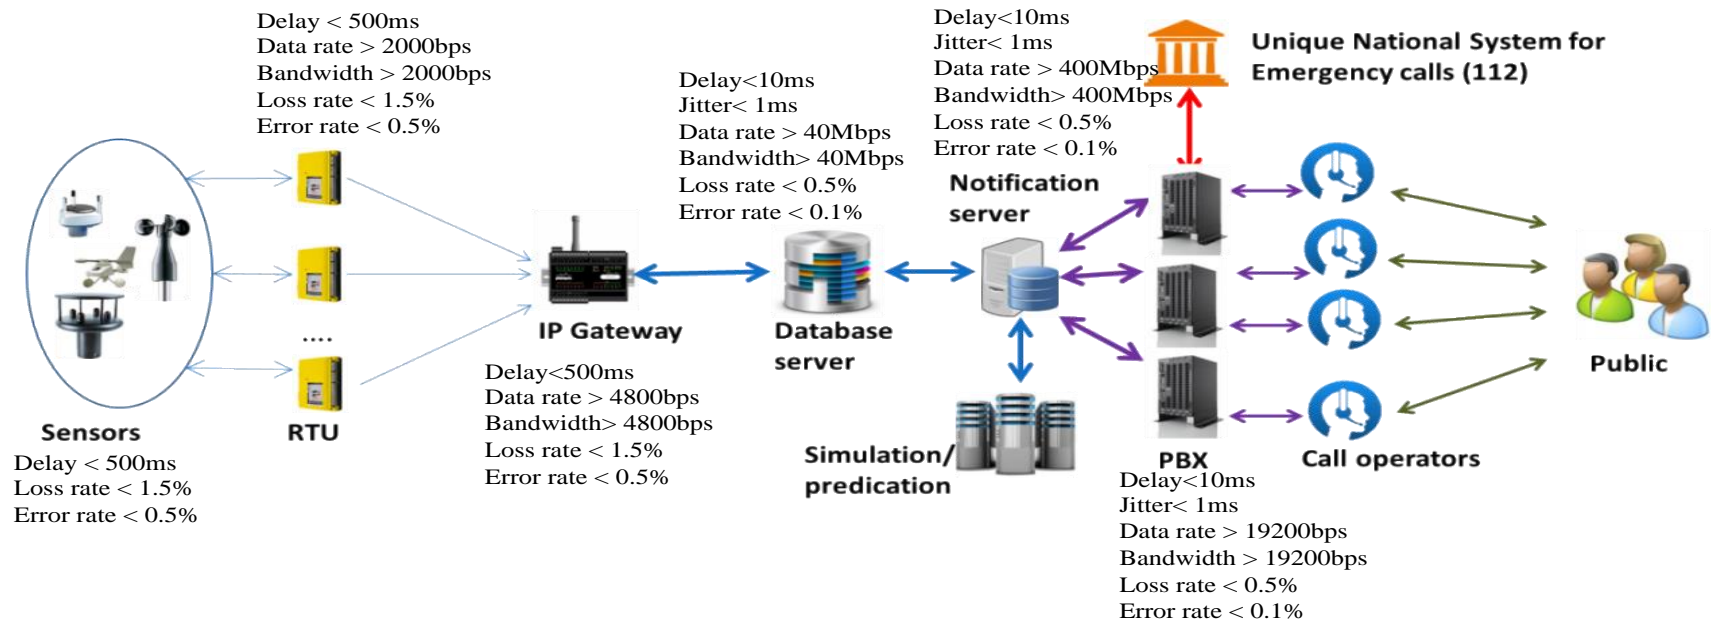 Delay < 500ms
Data rate > 2000bps
Bandwidth > 2000bps
Loss rate < 1.5%
Error rate < 0.5%
Delay<10ms
Jitter< 1ms
Data rate > 40Mbps
Bandwidth> 40Mbps
Loss rate < 0.5%
Error rate < 0.1%
Delay<10ms
Jitter< 1ms
Data rate > 400Mbps
Bandwidth> 400Mbps
Loss rate < 0.5%
Error rate < 0.1%
Unique National System for
Emergency calls (112)
Notification
server
IP Gateway
Database
server
....
Sensors
RTU
Public
Delay < 500ms
Loss rate < 1.5%
Error rate < 0.5%
Delay<500ms
Data rate > 4800bps
Bandwidth> 4800bps
Loss rate < 1.5%
Error rate < 0.5%
Simulation/
predication
PBX
Call operators
Delay<10ms
Jitter< 1ms
Data rate > 19200bps
Bandwidth > 19200bps
Loss rate < 0.5%
Error rate < 0.1%